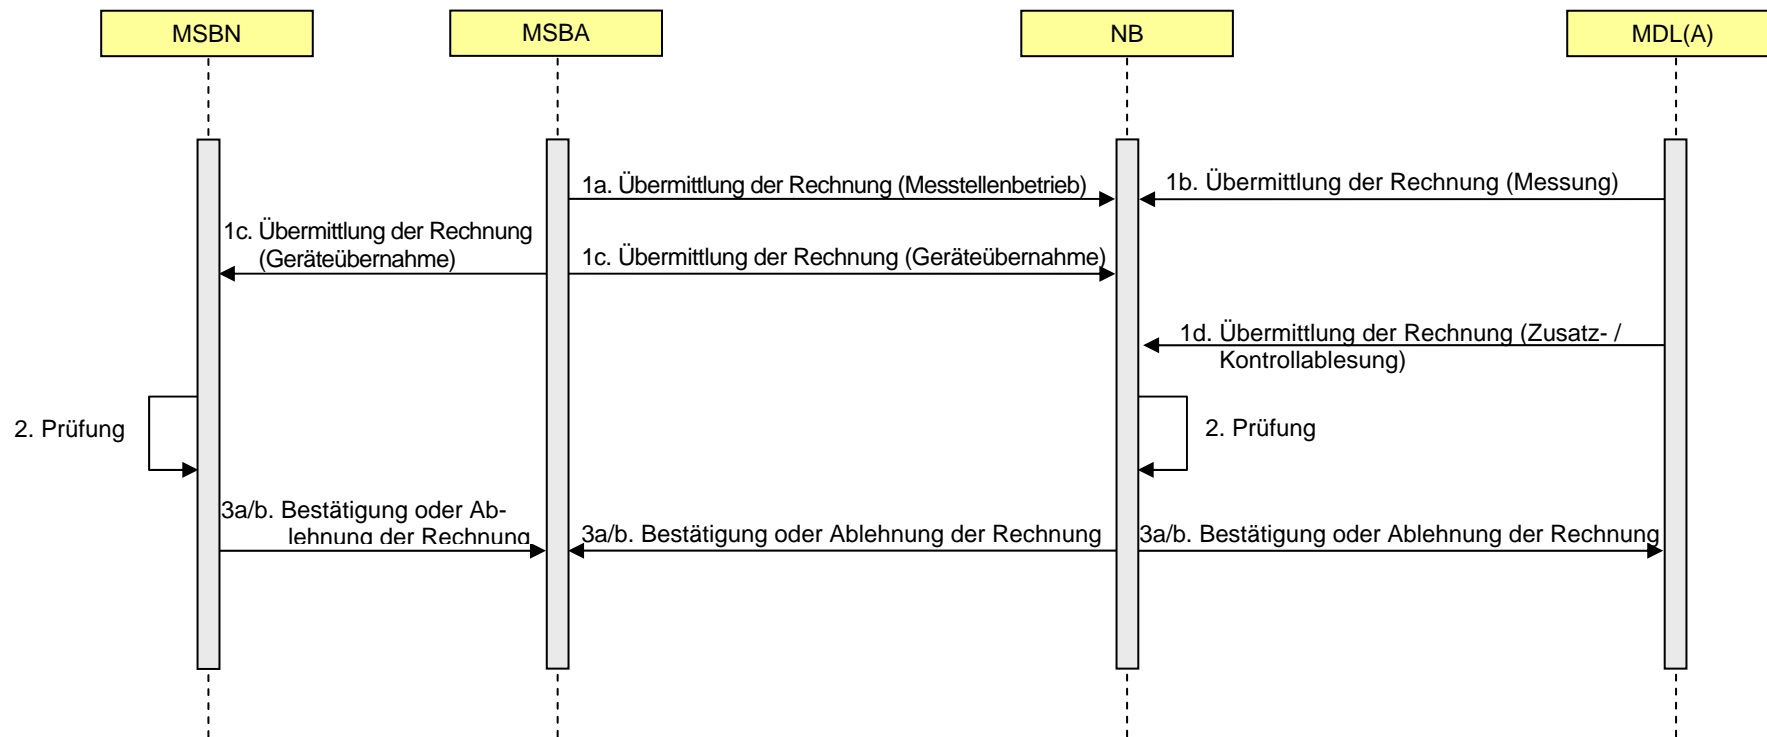 MSBN
MSBA
NB
MDL(A)
1a. Übermittlung der Rechnung (Messtellenbetrieb)
1b. Übermittlung der Rechnung (Messung)
1c. Übermittlung der Rechnung
(Geräteübernahme)
1c. Übermittlung der Rechnung (Geräteübernahme)
1d. Übermittlung der Rechnung (Zusatz- /
Kontrollablesung)
2. Prüfung
2. Prüfung
3a/b. Bestätigung oder Ab-
lehnung der Rechnung
3a/b. Bestätigung oder Ablehnung der Rechnung
3a/b. Bestätigung oder Ablehnung der Rechnung